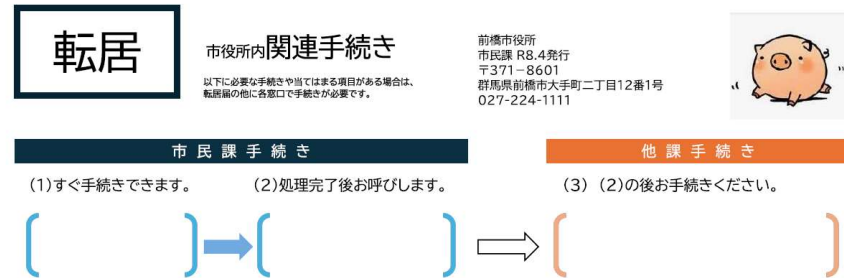 転居
市役所内関連手続き
以下に必要な手続きや当てはまる項目がある場合は、
転居届の他に各窓口で手続きが必要です。
前橋市役所
市民課 R8.4発行
〒371－8601
群馬県前橋市大手町二丁目12番1号
027-224-1111
市民課手続き
他課手続き
(1)すぐ手続きできます。
(2)処理完了後お呼びします。
(3) (2)の後お手続きください。